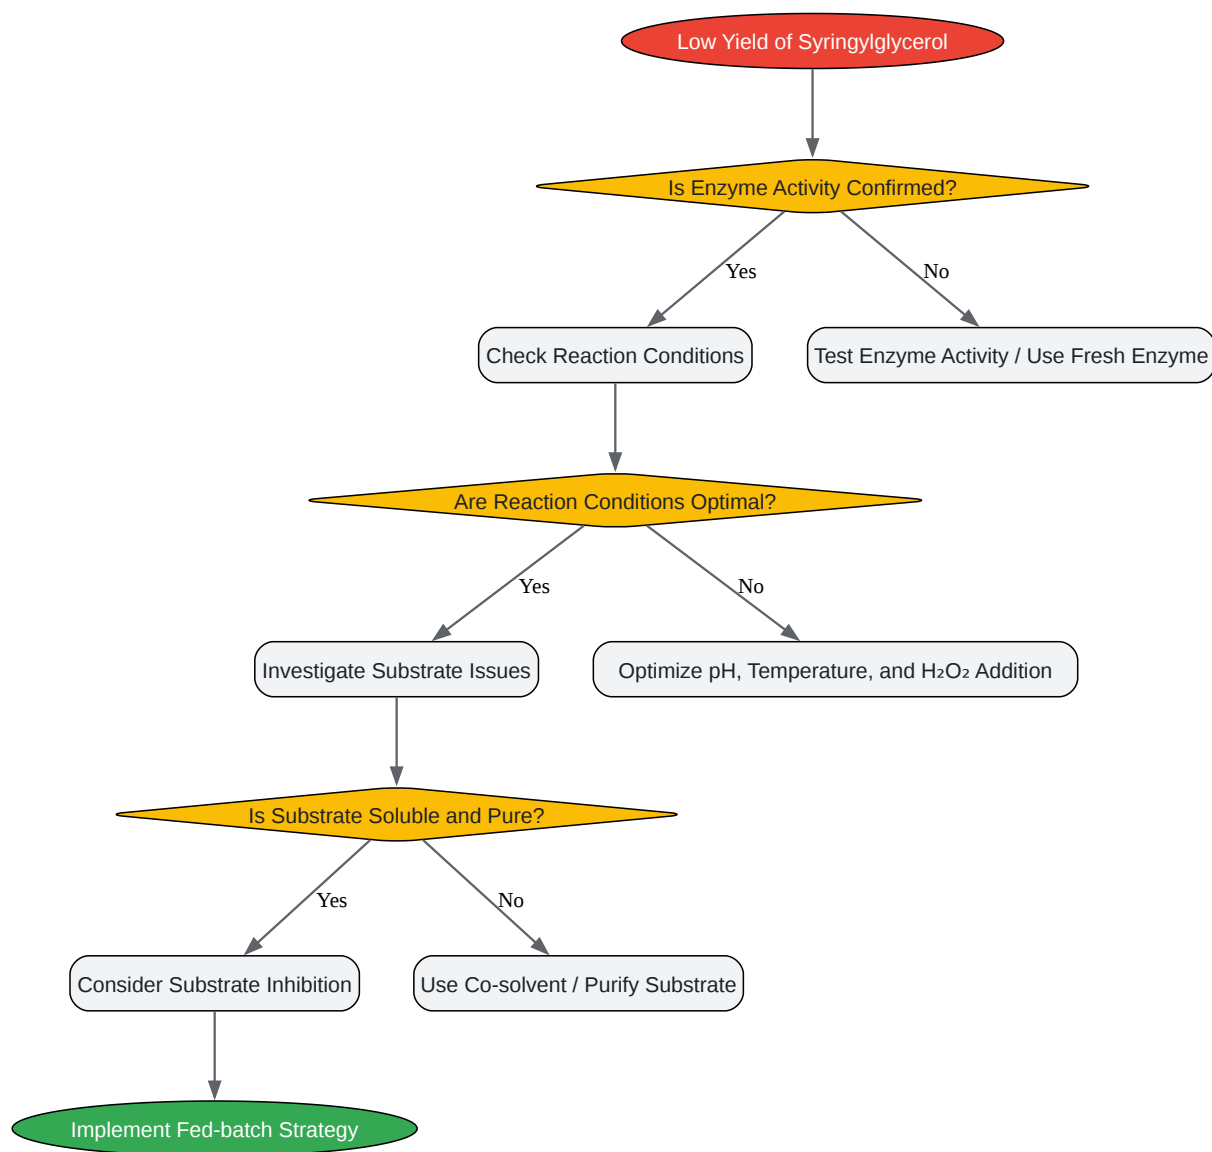 Low Yield of Syringylglycerol
Is Enzyme Activity Confirmed?
Yes
No
Check Reaction Conditions
Test Enzyme Activity / Use Fresh Enzyme
Are Reaction Conditions Optimal?
Yes
No
Investigate Substrate Issues
Optimize pH, Temperature, and H₂O₂ Addition
Is Substrate Soluble and Pure?
Yes
No
Consider Substrate Inhibition
Use Co-solvent / Purify Substrate
Implement Fed-batch Strategy